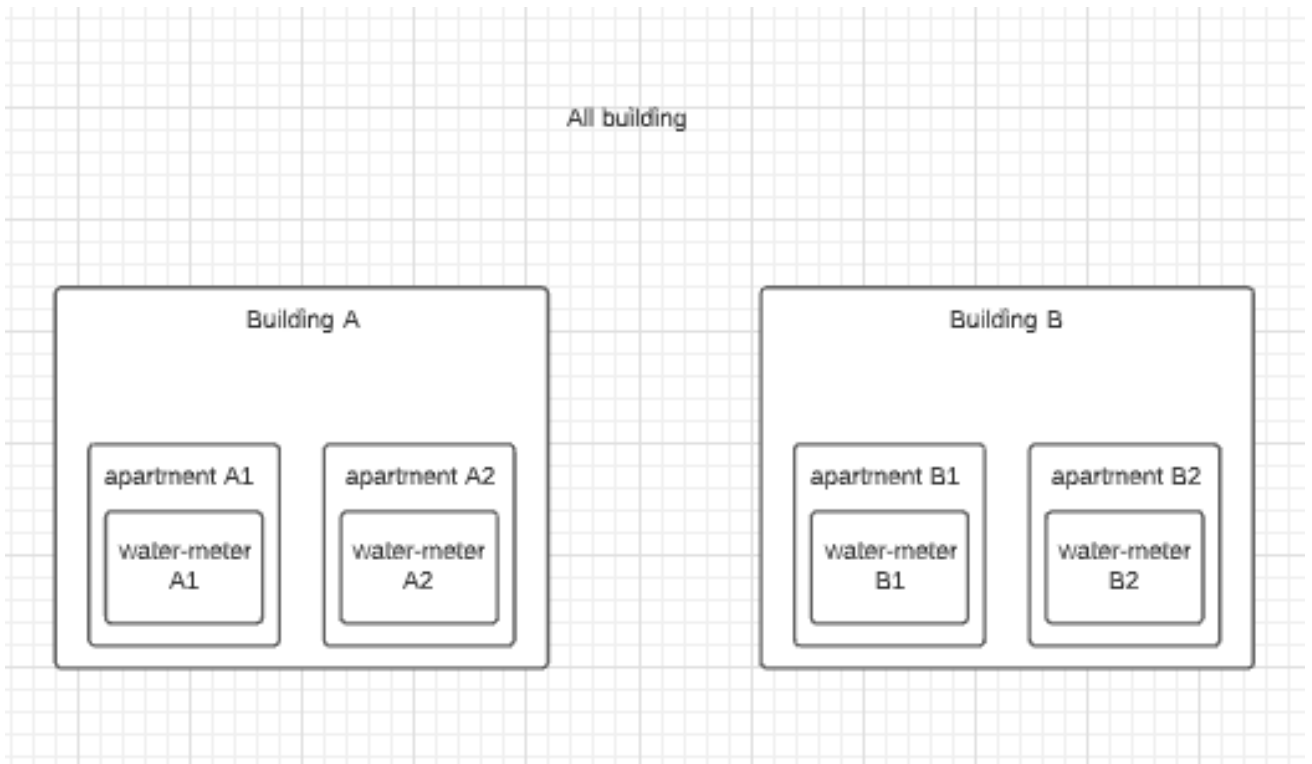 All building
Building A
apartment A1
water-meter
A1
apartment A2
water-meter
A2
Building B
apartment B1
water-meter
B1
apartment B2
water-meter
B2